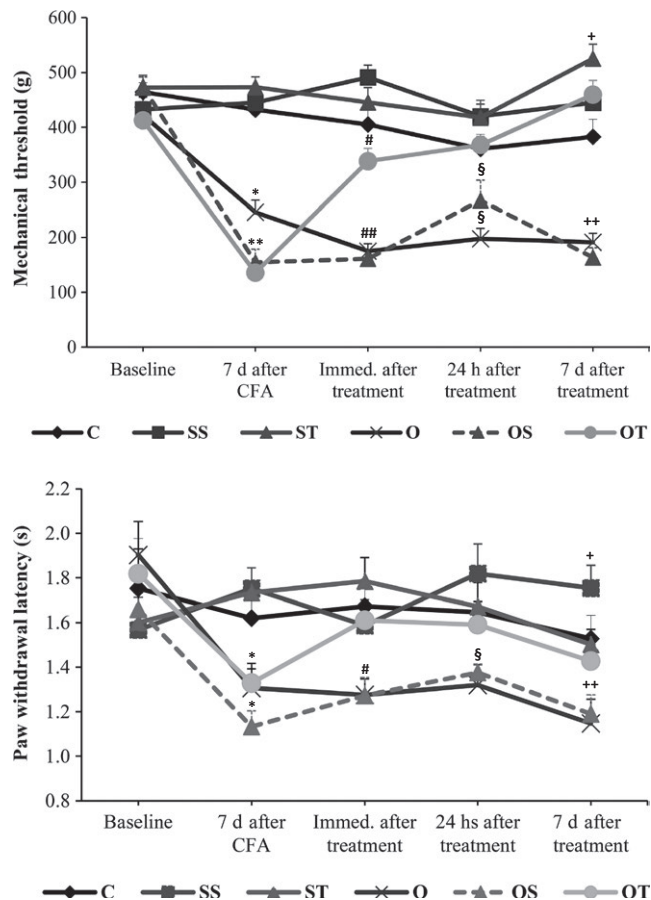 600
500
400
300
200
100
0
Mechanical threshold (g)
+
#
*
**
##
§
§
++
Baseline
7 d after
CFA
Immed. after
treatment
24 h after
treatment
7 d after
treatment
C SS ST O OS OT
2.2
2.0
1.8
1.6
1.4
1.2
1.0
0.8
Paw withdrawal latency (s)
+
*
*
#
§
++
Baseline
7 d after
CFA
Immed. after
treatment
24 hs after
treatment
7 d after
treatment
C SS ST O OS OT